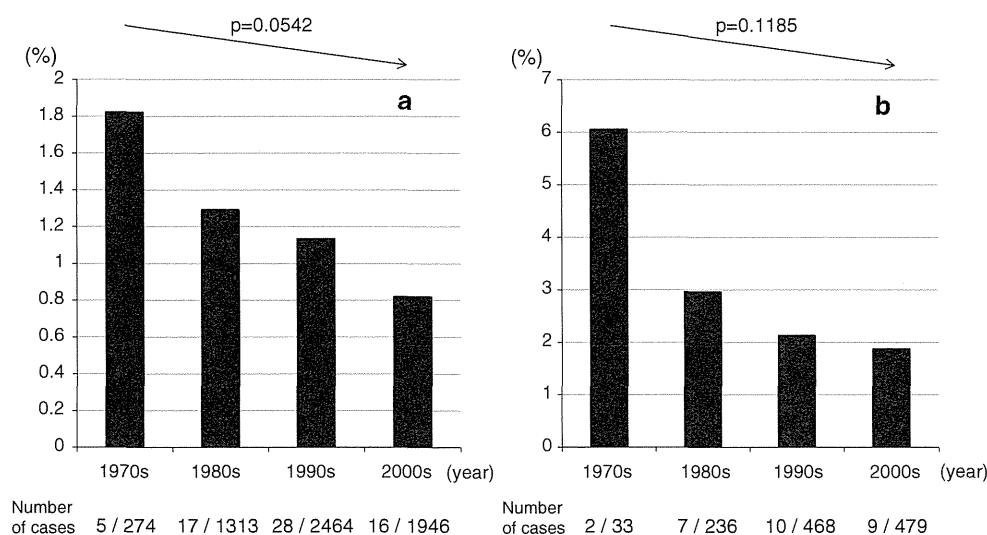 p=0.0542
(%)
a
2
1.8
1.6
1.4
1.2
1
0.8
0.6
0.4
0.2
0
1970s 1980s 1990s 2000s (year)
Number
of cases 5 / 274 17 / 1313 28 / 2464 16 / 1946
p=0.1185
(%)
b
7
6
5
4
3
2
1
0
1970s 1980s 1990s 2000s (year)
Number
of cases 2 / 33 7 / 236 10 / 468 9 / 479